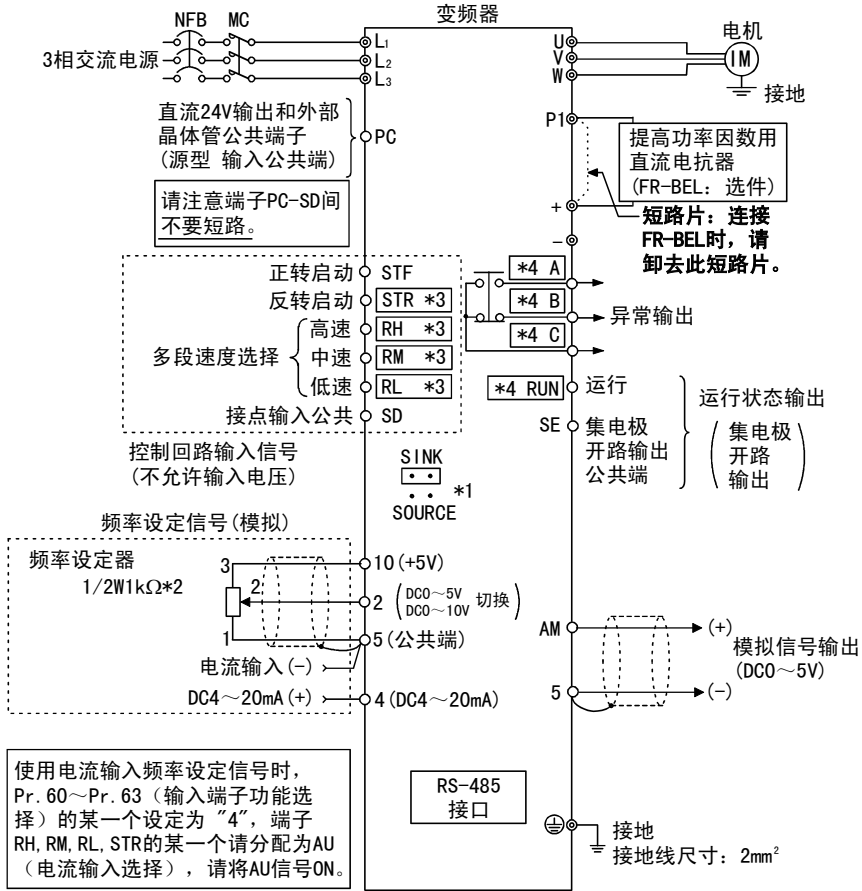 变频器
NFB MC
3相交流电源
L1
L2
L3
U
V
W
电机
IM
接地
直流24V输出和外部
晶体管公共端子
(源型 输入公共端)
PC
请注意端子PC-SD间
不要短路。
P1
+
-
提高功率因数用
直流电抗器
(FR-BEL：选件)
短路片：连接
FR-BEL时，请
卸去此短路片。
正转启动 STF
反转启动 STR *3
多段速度选择
高速 RH *3
中速 RM *3
低速 RL *3
接点输入公共 SD
控制回路输入信号
(不允许输入电压)
*4 A
*4 B
*4 C
异常输出
*4 RUN 运行
SE 集电极
开路输出
公共端
运行状态输出
(集电极
开路
输出)
SINK
*1
SOURCE
频率设定信号(模拟)
频率设定器
1/2W1kΩ*2
3
2
1
10(+5V)
2 (DC0～5V
DC0～10V 切换)
5(公共端)
电流输入(-)
DC4～20mA(+)
4(DC4～20mA)
AM
(+)
模拟信号输出
(DC0～5V)
5
(-)
使用电流输入频率设定信号时，
Pr.60～Pr.63（输入端子功能选
择）的某一个设定为 "4"，端子
RH,RM,RL,STR的某一个请分配为AU
（电流输入选择），请将AU信号ON。
RS-485
接口
接地
接地线尺寸：2mm²